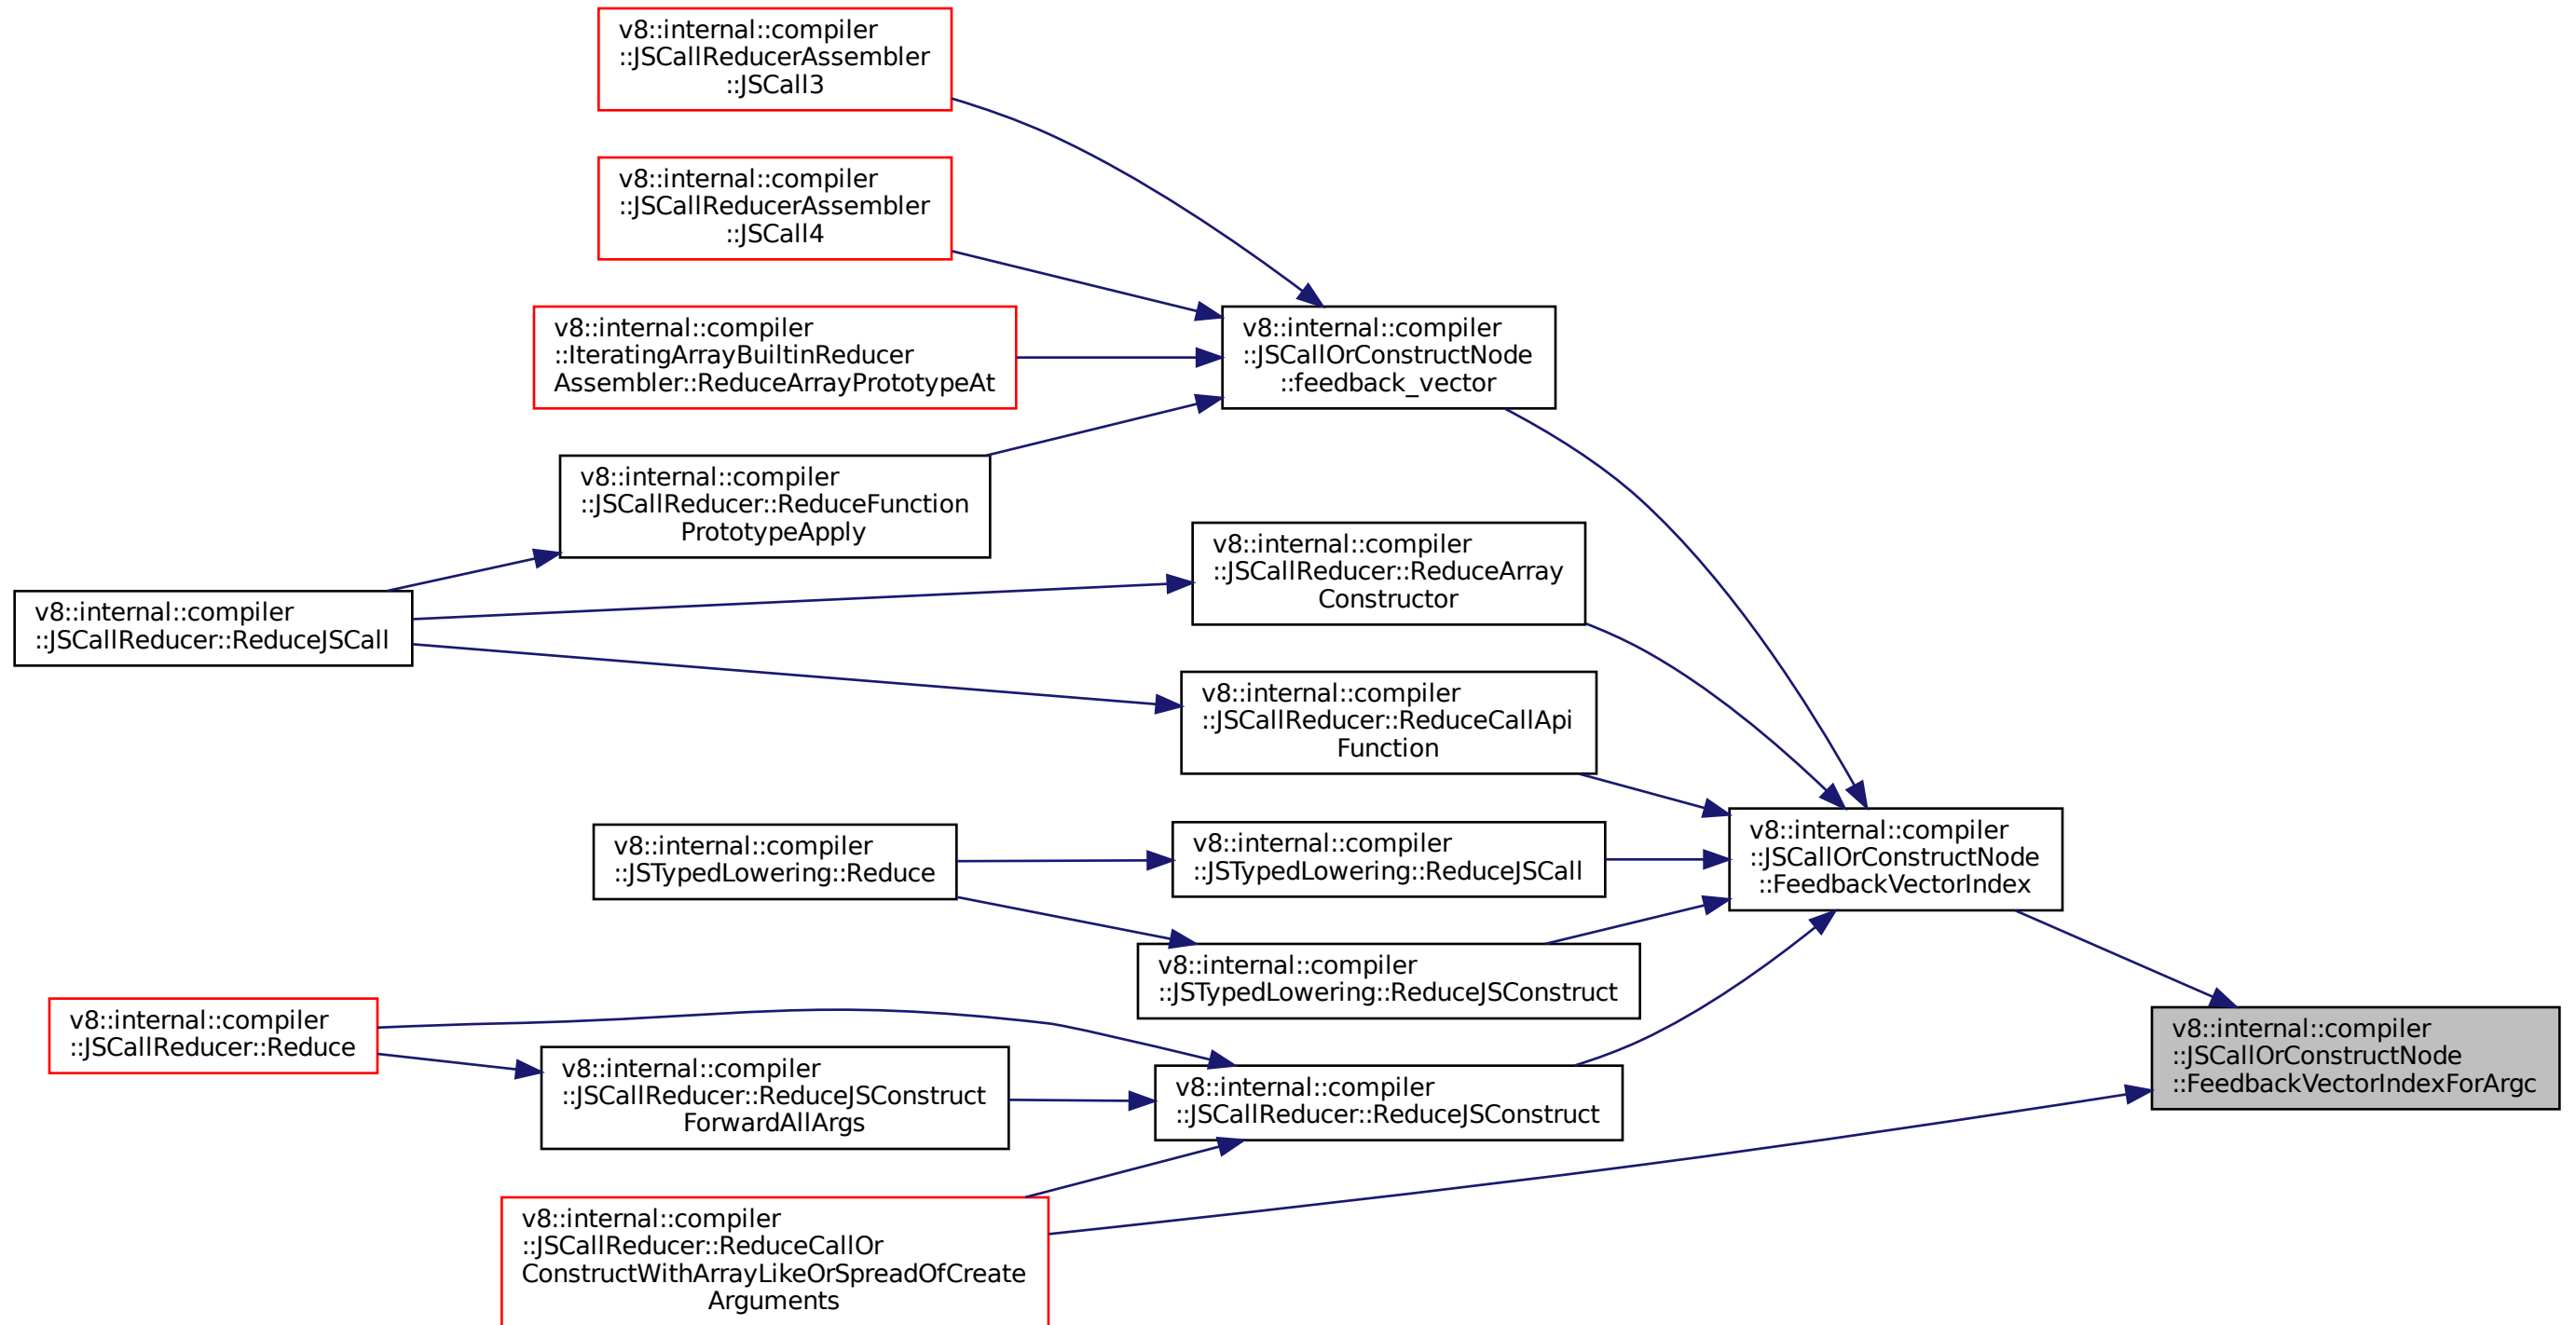 v8::internal::compiler
::JSCallReducerAssembler
::JSCall3
v8::internal::compiler
::JSCallReducerAssembler
::JSCall4
v8::internal::compiler
::IteratingArrayBuiltinReducer
Assembler::ReduceArrayPrototypeAt
v8::internal::compiler
::JSCallOrConstructNode
::feedback_vector
v8::internal::compiler
::JSCallReducer::ReduceFunction
PrototypeApply
v8::internal::compiler
::JSCallReducer::ReduceArray
Constructor
v8::internal::compiler
::JSCallReducer::ReduceJSCall
v8::internal::compiler
::JSCallReducer::ReduceCallApi
Function
v8::internal::compiler
::JSTypedLowering::Reduce
v8::internal::compiler
::JSTypedLowering::ReduceJSCall
v8::internal::compiler
::JSCallOrConstructNode
::FeedbackVectorIndex
v8::internal::compiler
::JSTypedLowering::ReduceJSConstruct
v8::internal::compiler
::JSCallReducer::Reduce
v8::internal::compiler
::JSCallReducer::ReduceJSConstruct
ForwardAllArgs
v8::internal::compiler
::JSCallReducer::ReduceJSConstruct
v8::internal::compiler
::JSCallOrConstructNode
::FeedbackVectorIndexForArgc
v8::internal::compiler
::JSCallReducer::ReduceCallOr
ConstructWithArrayLikeOrSpreadOfCreate
Arguments